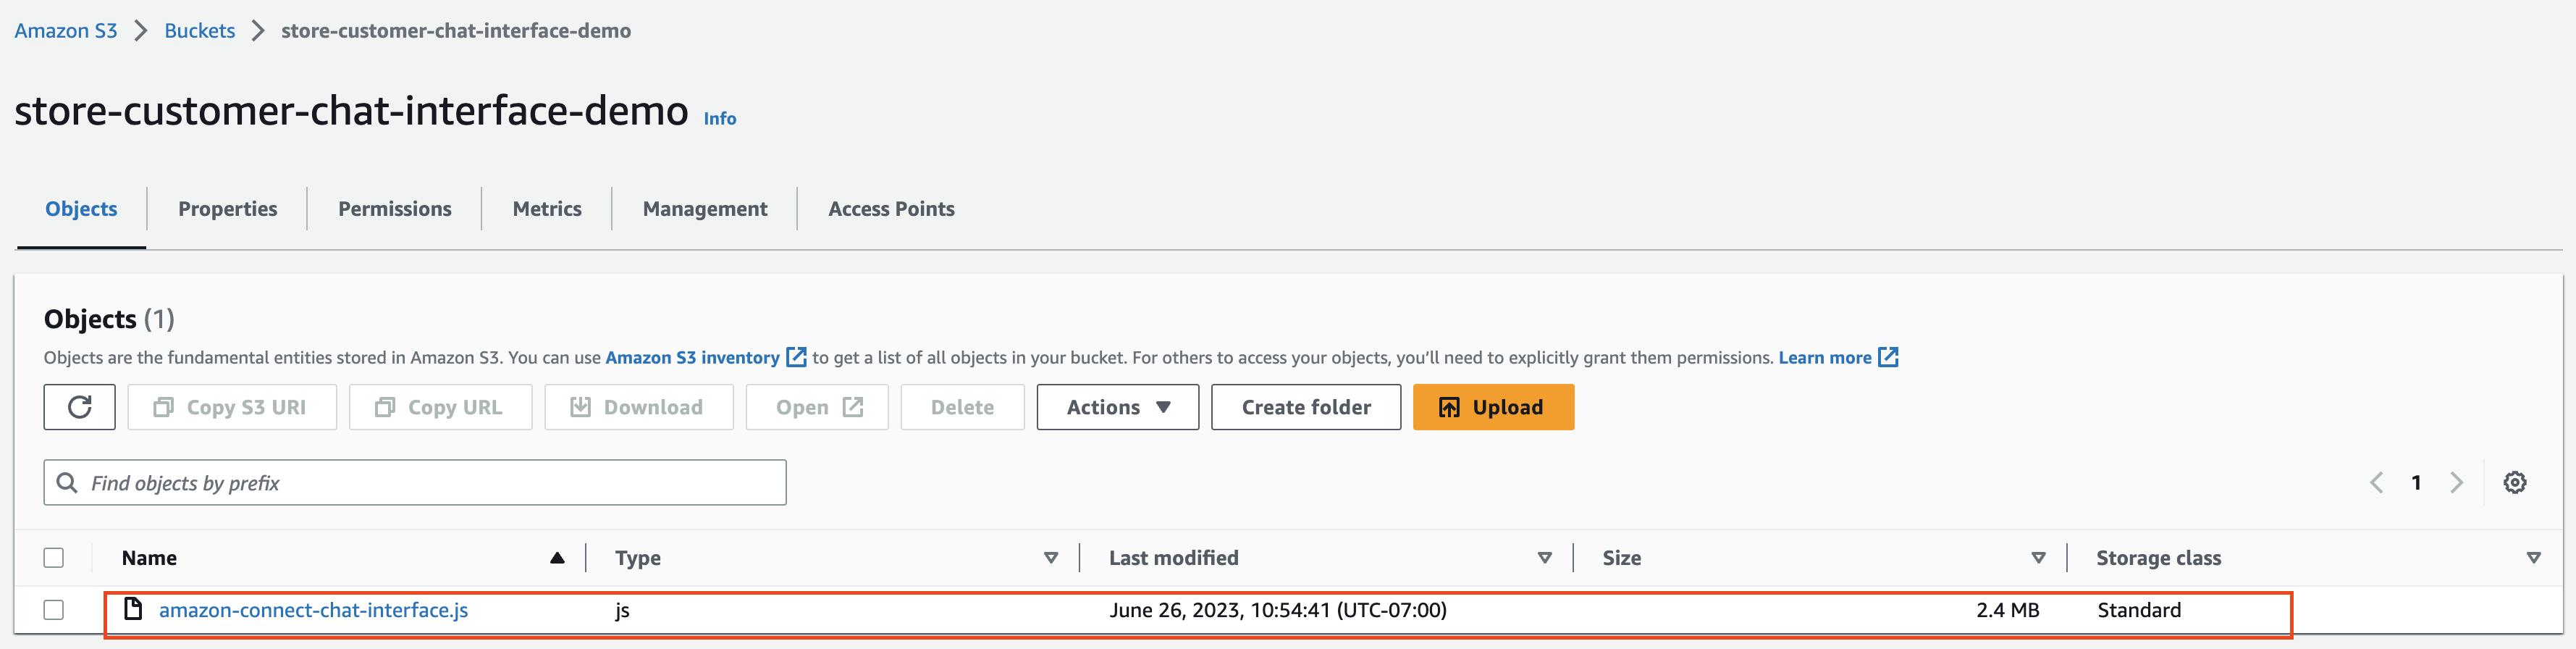 Amazon S3 > Buckets > store-customer-chat-interface-demo
store-customer-chat-interface-demo Info
Objects Properties Permissions Metrics Management Access Points
Objects (1)
Objects are the fundamental entities stored in Amazon S3. You can use Amazon S3 inventory to get a list of all objects in your bucket. For others to access your objects, you’ll need to explicitly grant them permissions. Learn more
Copy S3 URI Copy URL Download Open Delete Actions Create folder Upload
Find objects by prefix 1
Name Type Last modified Size Storage class
amazon-connect-chat-interface.js js June 26, 2023, 10:54:41 (UTC-07:00) 2.4 MB Standard